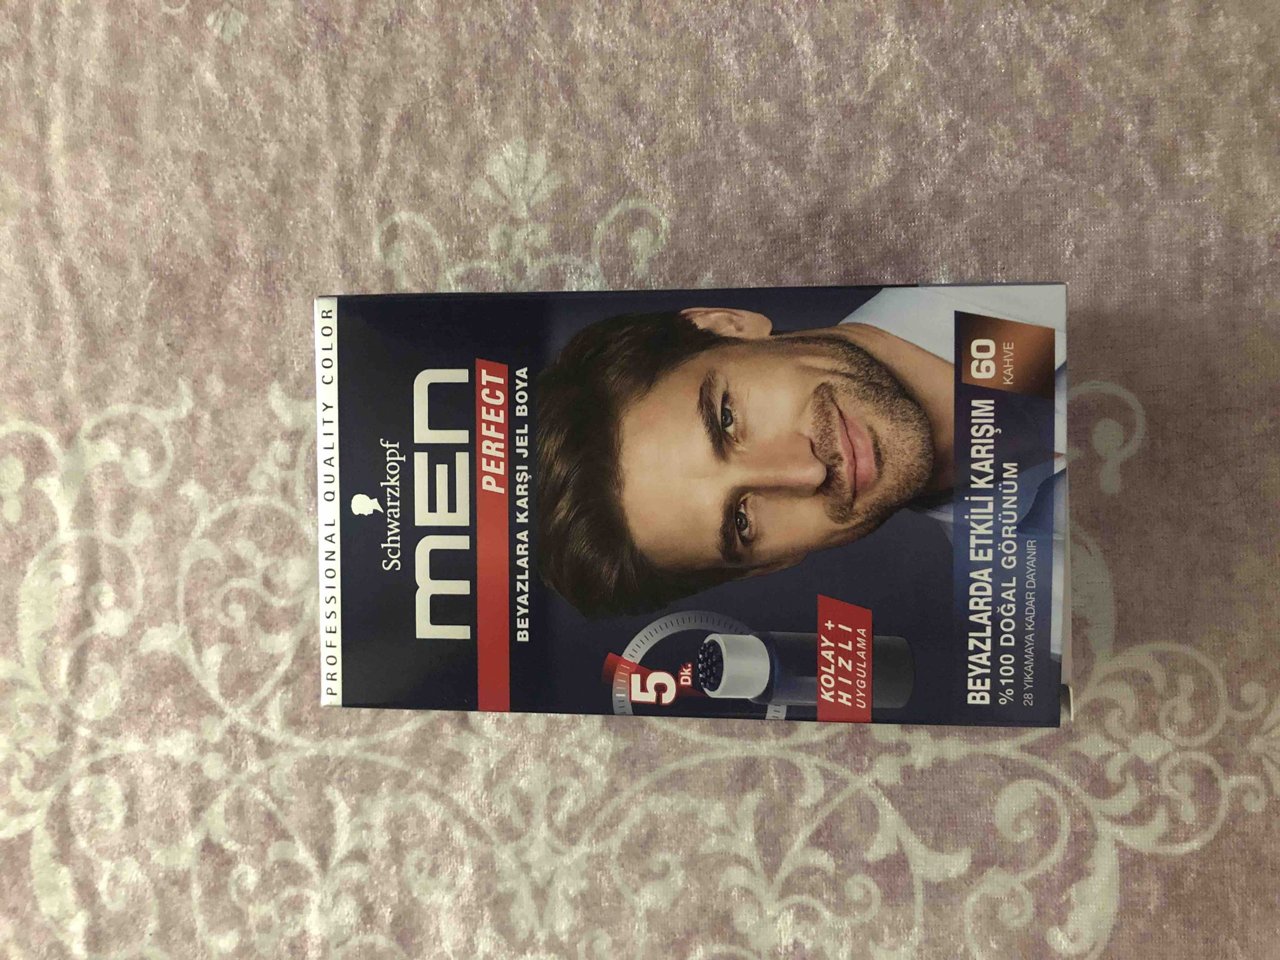 PROFESSIONAL QUALITY COLOR
Schwarzkopf
MEN
PERFECT
BEYAZLARA KARŞI JEL BOYA
5
Dk.
KOLAY +
HIZLI
UYGULAMA
BEYAZLARDA ETKİLİ KARIŞIM
%100 DOĞAL GÖRÜNÜM
28 YIKAMAYA KADAR DAYANIR
60
KAHVE